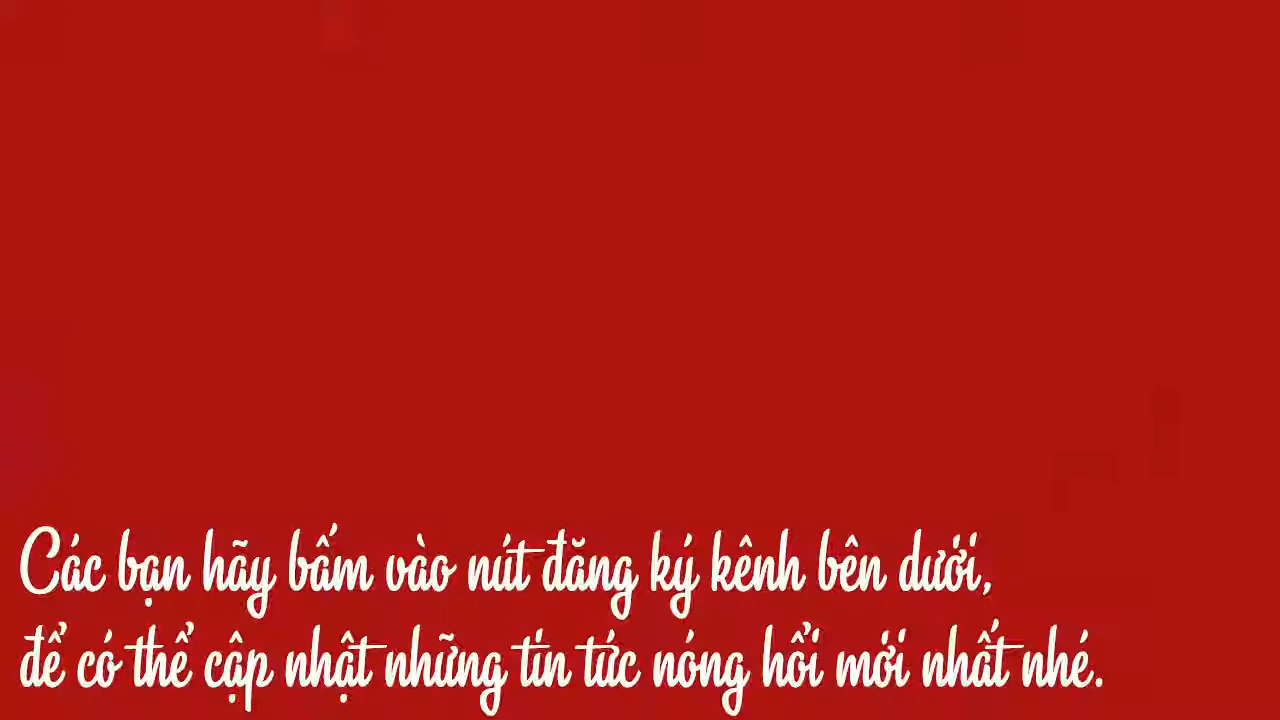 Các bạn hãy bấm vào nút đăng ký kênh bên dưới,
để có thể cập nhật những tin tức nóng hổi mới nhất nhé.